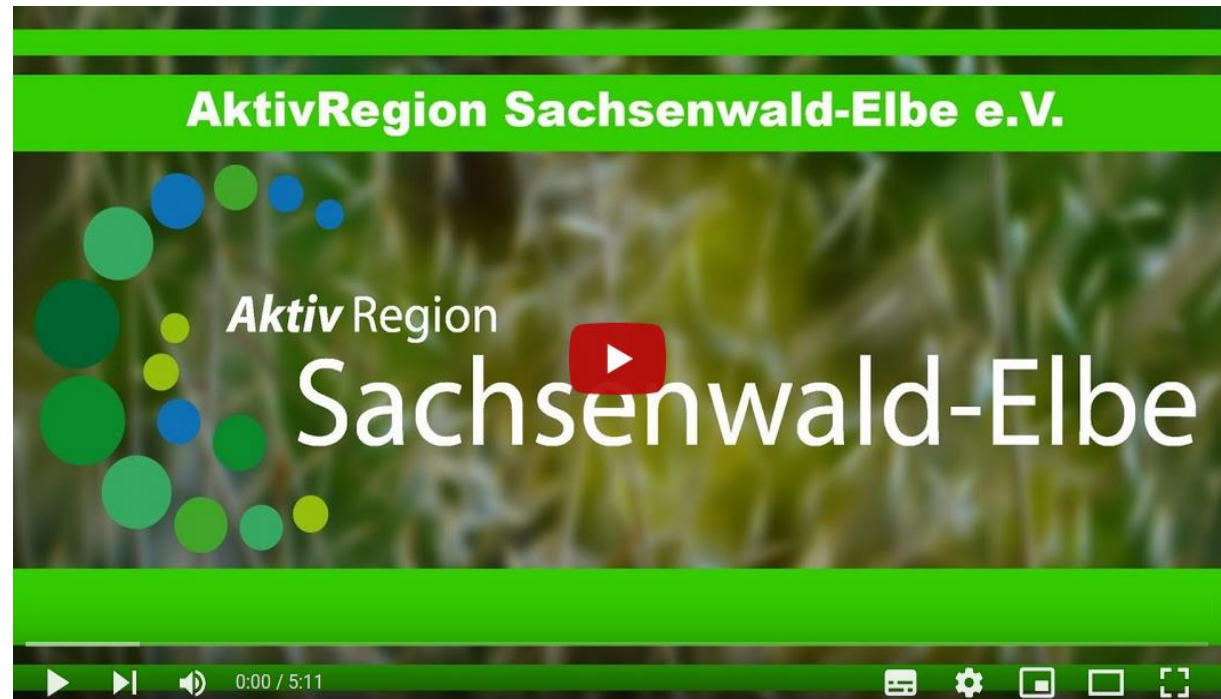 AktivRegion Sachsenwald-Elbe e.V.
Aktiv Region
Sachsenwald-Elbe
0:00 / 5:11